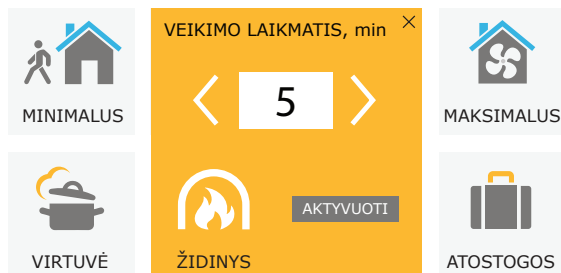 VEIKIMO LAIKMATIS, min
5
MINIMALUS
MAKSIMALUS
AKTYVUOTI
VIRTUVĖ
ŽIDINYS
ATOSTOGOS